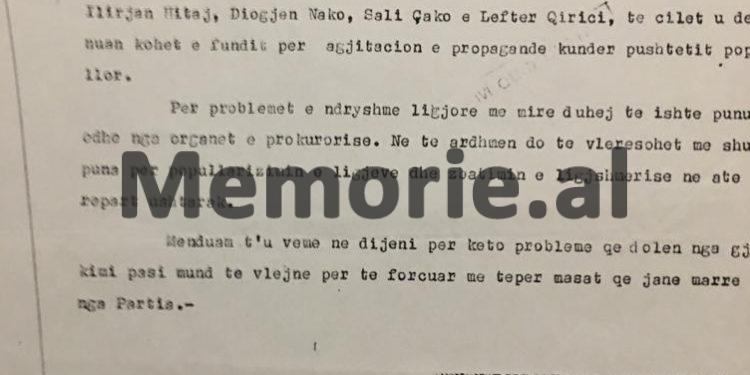 Ilirjan Hitaj, Diogjen Nako, Sali Çako e Lefter Qirici, te cilet u de
nuan kohet e fundit per agjitacion e propagande kunder pushtetit pop
llor.
Per problemet e ndryshme ligjore me mire duhej te ishte punu
edhe nga organet e prokurorise. Ne te ardhmen do te vleresohet me shu
puna per popullarizimin e ligjeve dhe zbatimin e ligjshmerise ne ate
repart ushtarak.
Memorie.al
Menduam t'u veme ne dijeni per keto probleme qe dolen nga gj
kimi pasi mund te vlejne per te forcuar me teper masat qe jane marre
nga Partia.-